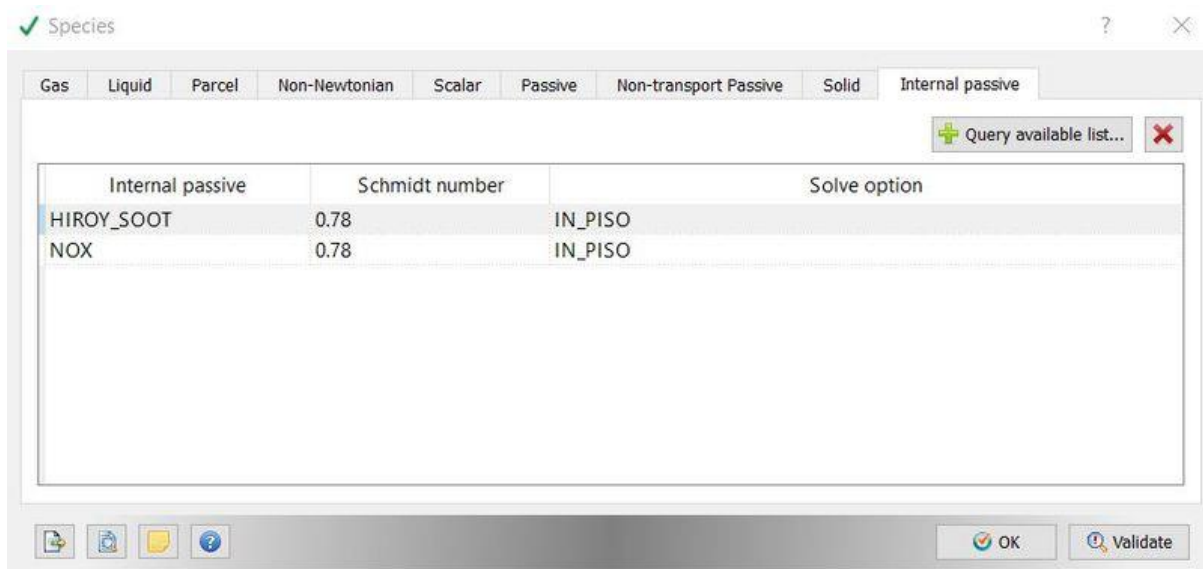 Species
Gas Liquid Parcel Non-Newtonian Scalar Passive Non-transport Passive Solid Internal passive
Query available list...
Internal passive Schmidt number Solve option
HIROY_SOOT 0.78 IN_PISO
NOX 0.78 IN_PISO
OK Validate